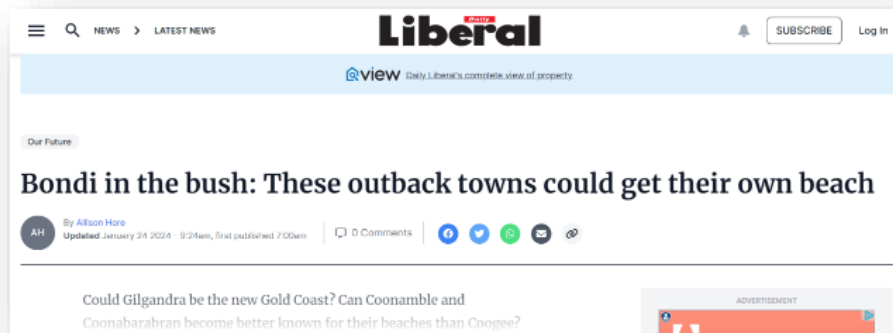 NEWS > LATEST NEWS
Daily
Liberal
SUBSCRIBE
Log In
view Daily Liberal's complete view of property
Our Future
Bondi in the bush: These outback towns could get their own beach
AH
By Allison Hore
Updated January 24 2024 - 9:24am, first published 7:00am
0 Comments
Could Gilgandra be the new Gold Coast? Can Coonamble and
Coonabarabran become better known for their beaches than Coogee?
ADVERTISEMENT